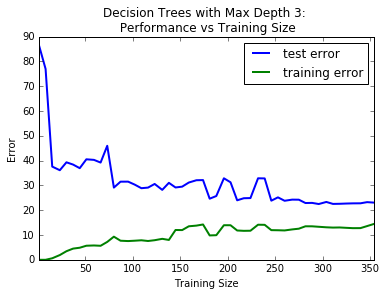 Decision Trees with Max Depth 3:
Performance vs Training Size
test error
training error
Error
90
80
70
60
50
40
30
20
10
0
50
100
150
200
250
300
350
Training Size